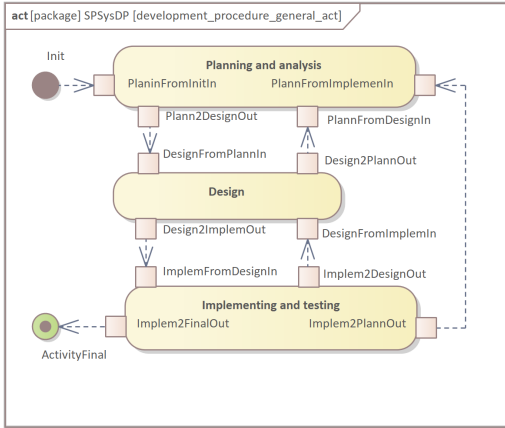 act [package] SPSysDP [development_procedure_general_act]
Init
Planning and analysis
PlaninFromInitIn
PlannFromImplemenIn
Plann2DesignOut
PlannFromDesignIn
DesignFromPlannIn
Design2PlannOut
Design
Design2ImplemOut
DesignFromImplemIn
ImplemFromDesignIn
Implem2DesignOut
Implementing and testing
Implem2FinalOut
Implem2PlannOut
ActivityFinal